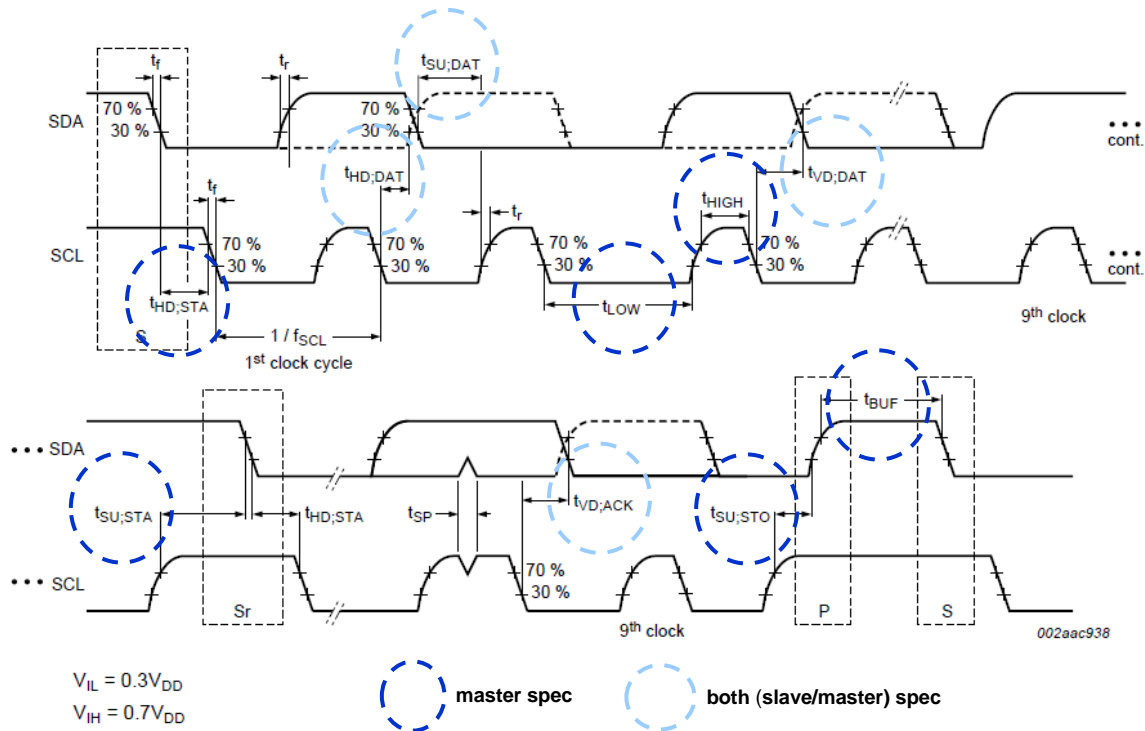 t_f t_r t_SU;DAT
SDA 70 % 30 % 70 % 30 % cont.
t_HD;DAT t_VD;DAT
t_f t_r t_HIGH
SCL 70 % 30 % 70 % 30 % 70 % 30 % 70 % 30 % cont.
t_HD;STA t_LOW
S 1 / f_SCL 9th clock
1st clock cycle
t_BUF
SDA
t_SU;STA t_HD;STA t_SP t_VD;ACK t_SU;STO
SCL 70 % 30 %
Sr P S
9th clock
002aac938
V_IL = 0.3V_DD
V_IH = 0.7V_DD
master spec
both (slave/master) spec